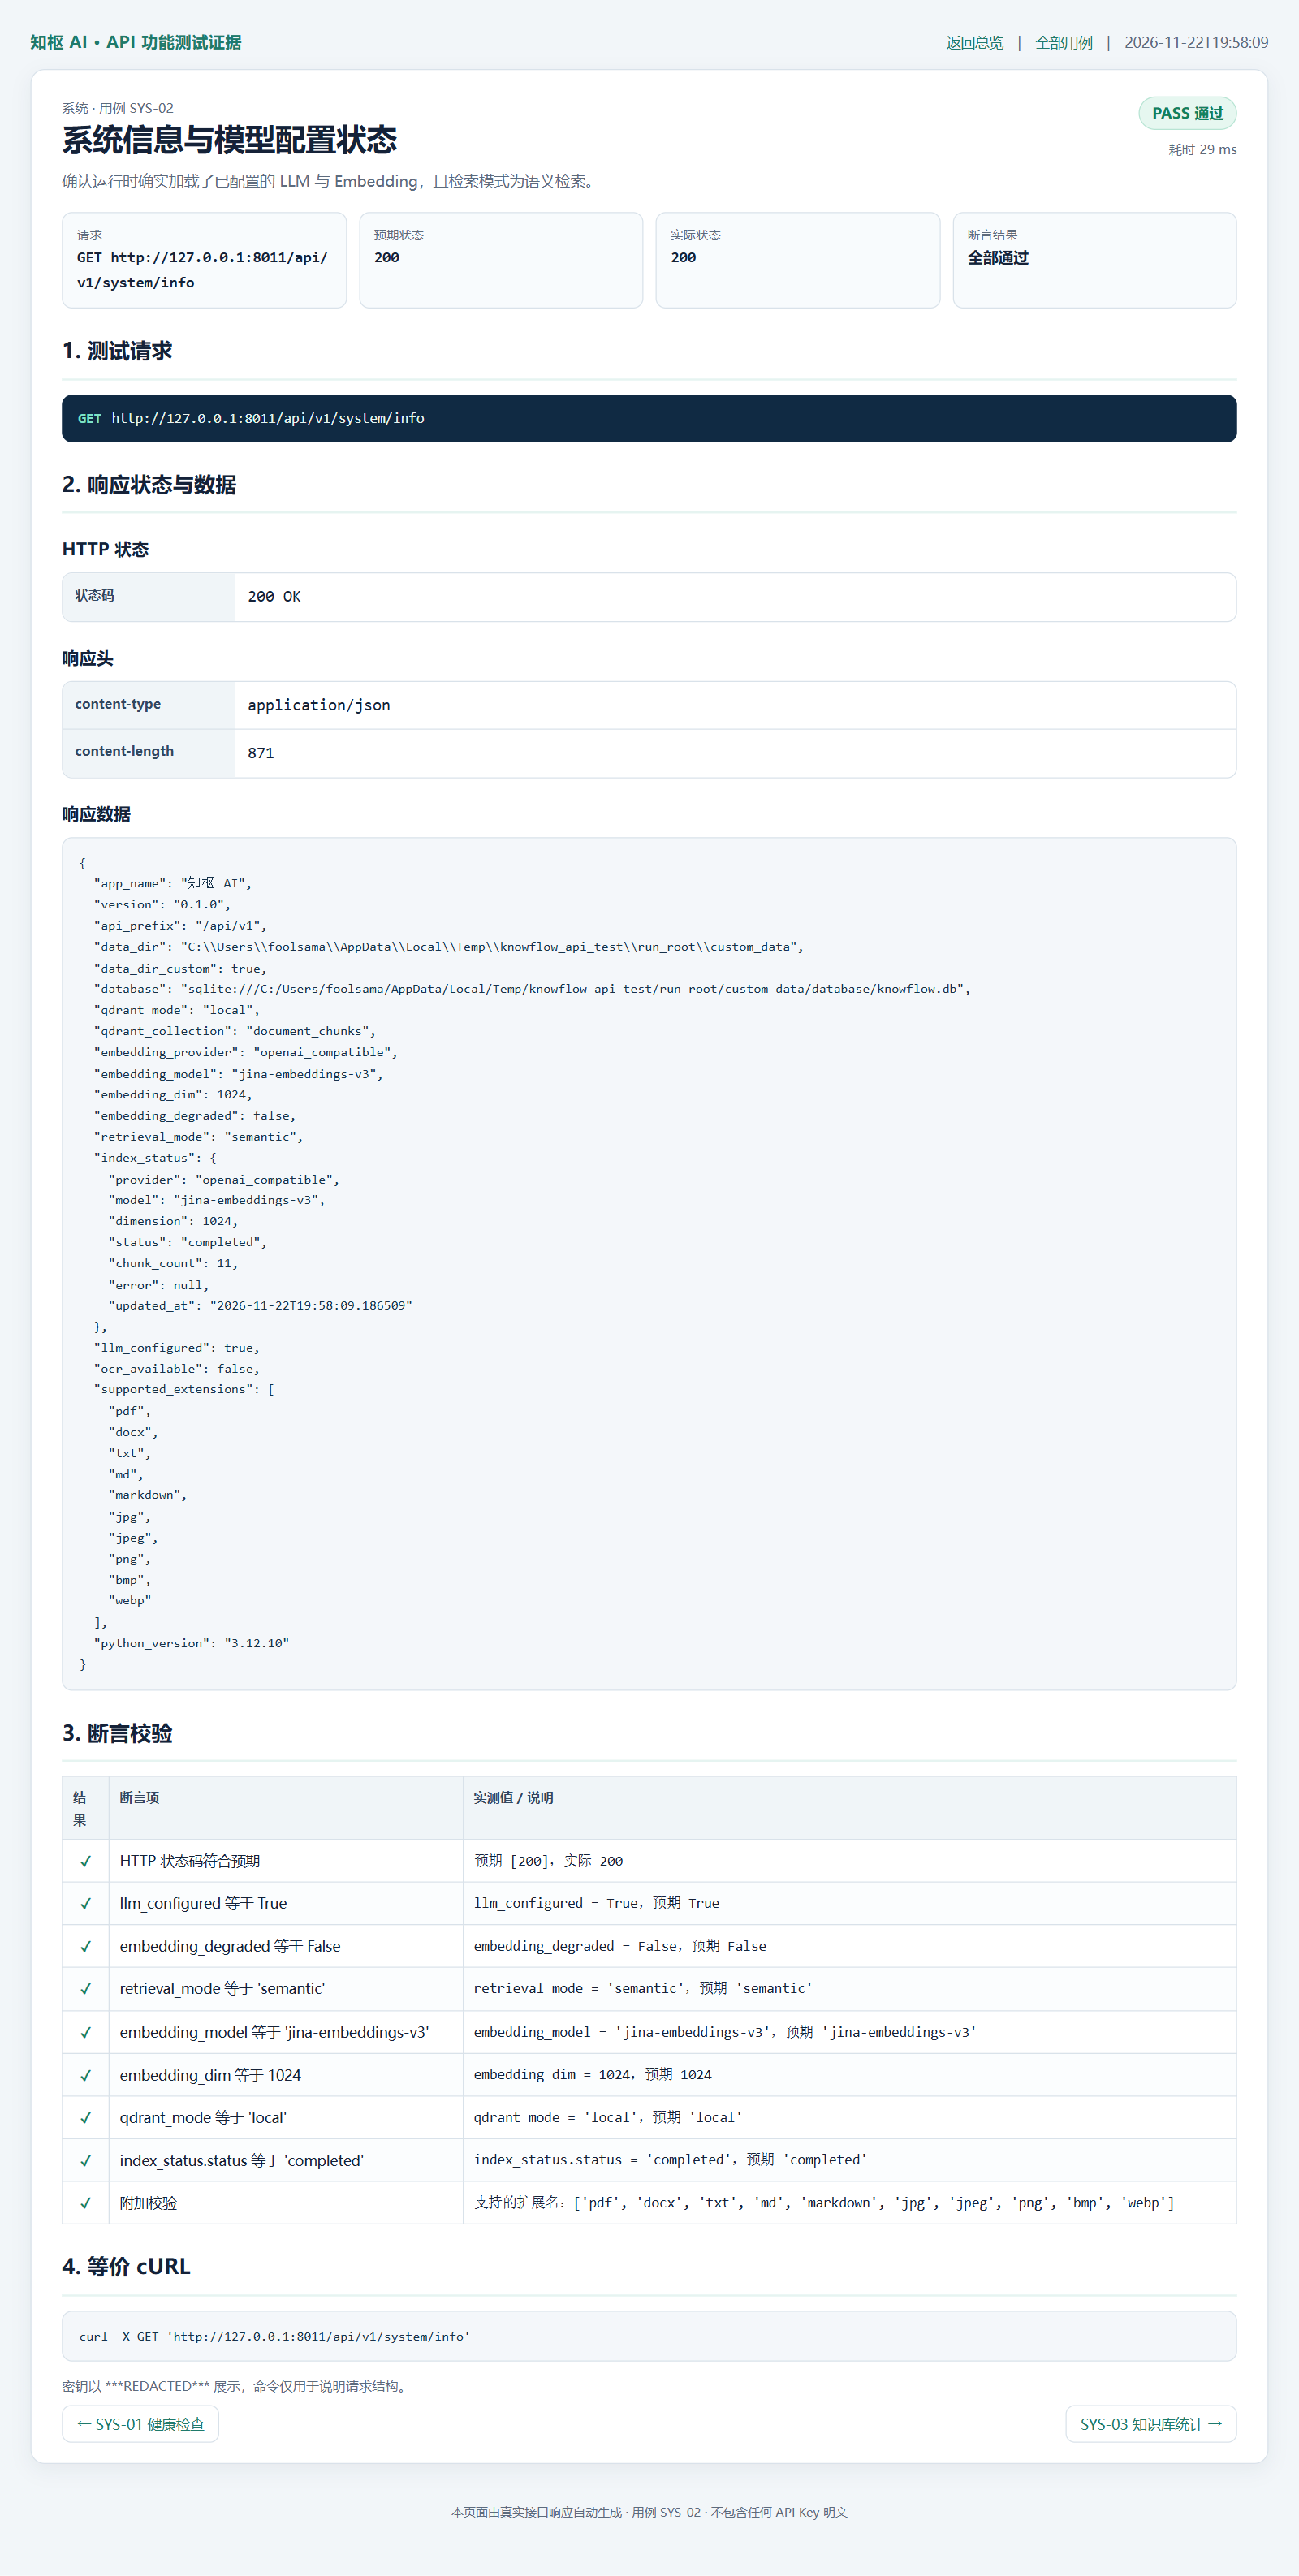 知枢 AI • API 功能测试证据
返回总览 | 全部用例 | 2026-11-22T19:58:09
系统 · 用例 SYS-02
PASS 通过
系统信息与模型配置状态
耗时 29 ms
确认运行时确实加载了已配置的 LLM 与 Embedding，且检索模式为语义检索。
请求
GET http://127.0.0.1:8011/api/
v1/system/info
预期状态
200
实际状态
200
断言结果
全部通过
1. 测试请求
GET http://127.0.0.1:8011/api/v1/system/info
2. 响应状态与数据
HTTP 状态
状态码 200 OK
响应头
content-type application/json
content-length 871
响应数据
{
"app_name": "知枢 AI",
"version": "0.1.0",
"api_prefix": "/api/v1",
"data_dir": "C:\\Users\\foolsama\\AppData\\Local\\Temp\\knowflow_api_test\\run_root\\custom_data",
"data_dir_custom": true,
"database": "sqlite:///C:/Users/foolsama/AppData/Local/Temp/knowflow_api_test/run_root/custom_data/database/knowflow.db",
"qdrant_mode": "local",
"qdrant_collection": "document_chunks",
"embedding_provider": "openai_compatible",
"embedding_model": "jina-embeddings-v3",
"embedding_dim": 1024,
"embedding_degraded": false,
"retrieval_mode": "semantic",
"index_status": {
"provider": "openai_compatible",
"model": "jina-embeddings-v3",
"dimension": 1024,
"status": "completed",
"chunk_count": 11,
"error": null,
"updated_at": "2026-11-22T19:58:09.186509"
},
"llm_configured": true,
"ocr_available": false,
"supported_extensions": [
"pdf",
"docx",
"txt",
"md",
"markdown",
"jpg",
"jpeg",
"png",
"bmp",
"webp"
],
"python_version": "3.12.10"
}
3. 断言校验
结果 断言项 实测值 / 说明
✓ HTTP 状态码符合预期 预期 [200]，实际 200
✓ llm_configured 等于 True llm_configured = True，预期 True
✓ embedding_degraded 等于 False embedding_degraded = False，预期 False
✓ retrieval_mode 等于 'semantic' retrieval_mode = 'semantic'，预期 'semantic'
✓ embedding_model 等于 'jina-embeddings-v3' embedding_model = 'jina-embeddings-v3'，预期 'jina-embeddings-v3'
✓ embedding_dim 等于 1024 embedding_dim = 1024，预期 1024
✓ qdrant_mode 等于 'local' qdrant_mode = 'local'，预期 'local'
✓ index_status.status 等于 'completed' index_status.status = 'completed'，预期 'completed'
✓ 附加校验 支持的扩展名：['pdf', 'docx', 'txt', 'md', 'markdown', 'jpg', 'jpeg', 'png', 'bmp', 'webp']
4. 等价 cURL
curl -X GET 'http://127.0.0.1:8011/api/v1/system/info'
密钥以 ***REDACTED*** 展示，命令仅用于说明请求结构。
← SYS-01 健康检查
SYS-03 知识库统计 →
本页面由真实接口响应自动生成 · 用例 SYS-02 · 不包含任何 API Key 明文